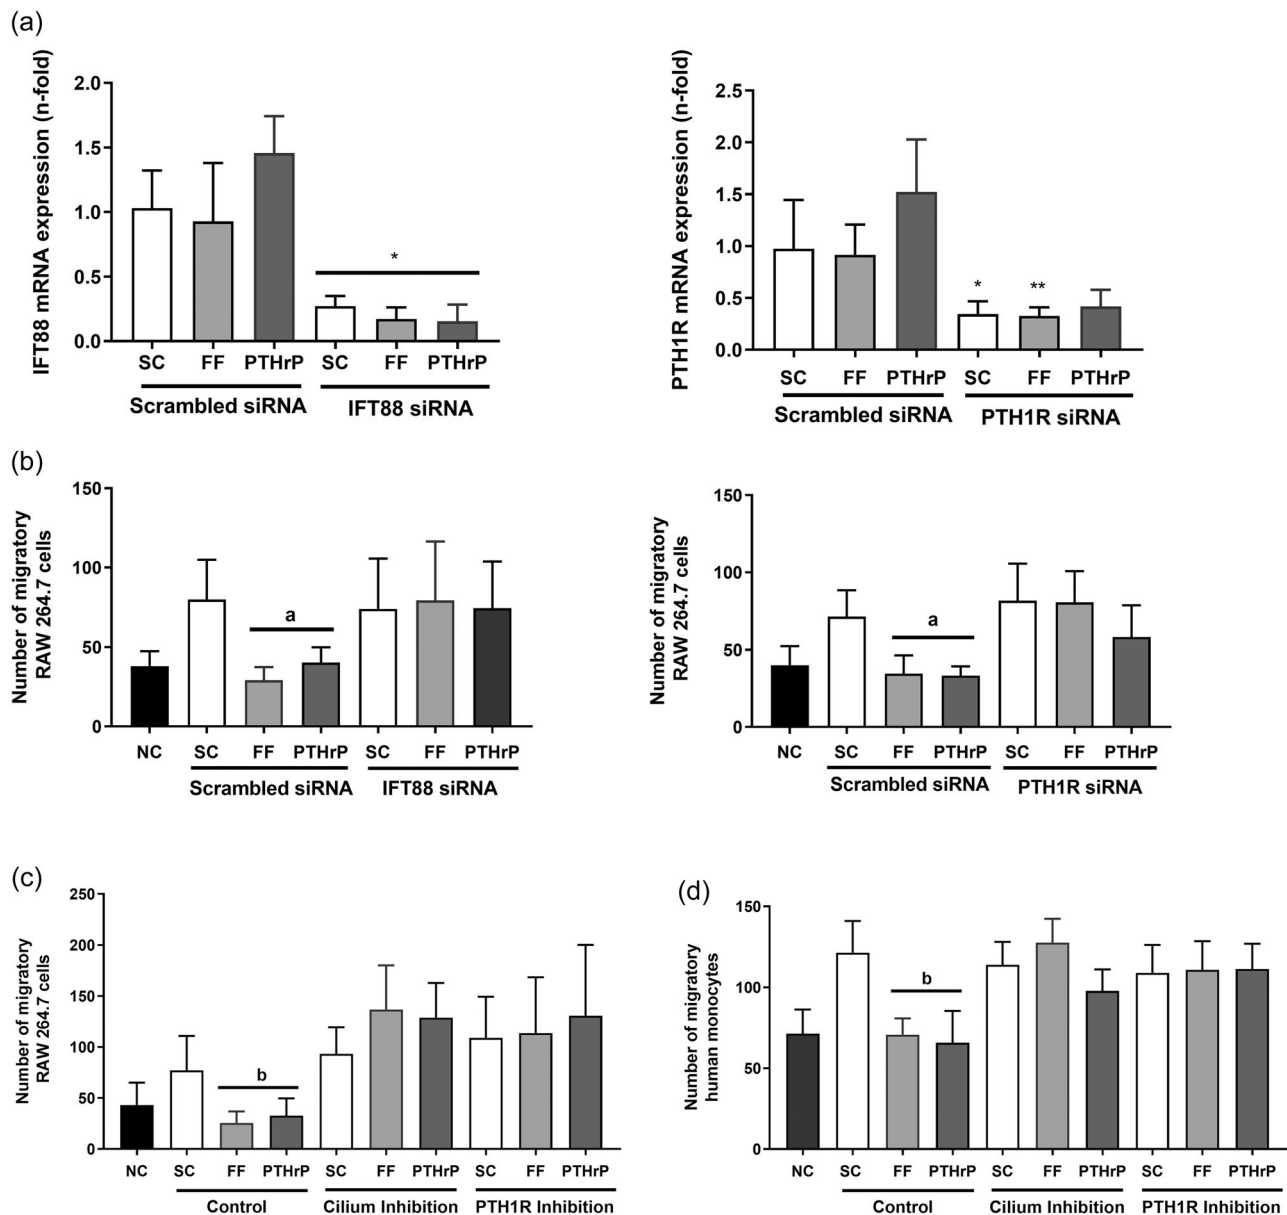 (a)
IFT88 mRNA expression (n-fold)
2.0
1.5
1.0
0.5
0.0
*
SC FF PTHrP SC FF PTHrP
Scrambled siRNA IFT88 siRNA
PTH1R mRNA expression (n-fold)
2.5
2.0
1.5
1.0
0.5
0.0
* **
SC FF PTHrP SC FF PTHrP
Scrambled siRNA PTH1R siRNA
(b)
Number of migratory
RAW 264.7 cells
150
100
50
0
a
NC SC FF PTHrP SC FF PTHrP
Scrambled siRNA IFT88 siRNA
Number of migratory
RAW 264.7 cells
150
100
50
0
a
NC SC FF PTHrP SC FF PTHrP
Scrambled siRNA PTH1R siRNA
(c)
Number of migratory
RAW 264.7 cells
250
200
150
100
50
0
b
NC SC FF PTHrP SC FF PTHrP SC FF PTHrP
Control Cilium Inhibition PTH1R Inhibition
(d)
Number of migratory
human monocytes
150
100
50
0
b
NC SC FF PTHrP SC FF PTHrP SC FF PTHrP
Control Cilium Inhibition PTH1R Inhibition